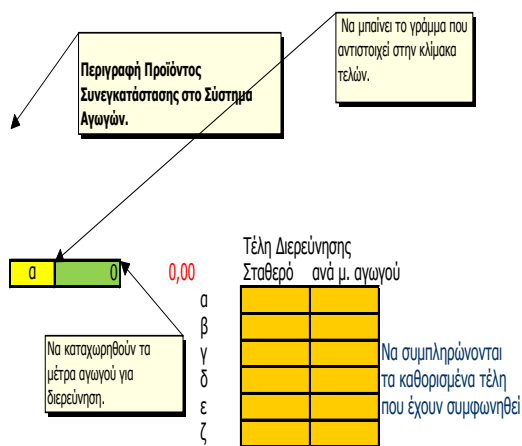 Να μπαίνει το γράμμα που
αντιστοιχεί στην κλίμακα
τελών.
Περιγραφή Προϊόντος
Συνεγκατάστασης στο Σύστημα
Αγωγών.
Τέλη Διερεύνησης
α 0 0,00 Σταθερό ανά μ. αγωγού
α
β
γ
δ
ε
ζ
Να καταχωρηθούν τα
μέτρα αγωγού για
διερεύνηση.
Να συμπληρώνονται
τα καθορισμένα τέλη
που έχουν συμφωνηθεί